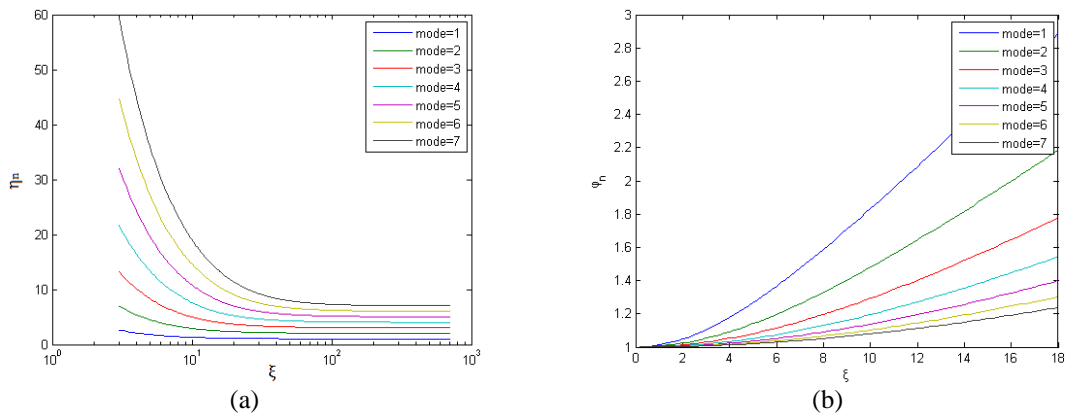 60
50
40
30
20
10
0
ηn
10^0
10^1
10^2
10^3
ξ
mode=1
mode=2
mode=3
mode=4
mode=5
mode=6
mode=7
(a)
3
2.8
2.6
2.4
2.2
2
1.8
1.6
1.4
1.2
1
φn
0
2
4
6
8
10
12
14
16
18
ξ
mode=1
mode=2
mode=3
mode=4
mode=5
mode=6
mode=7
(b)